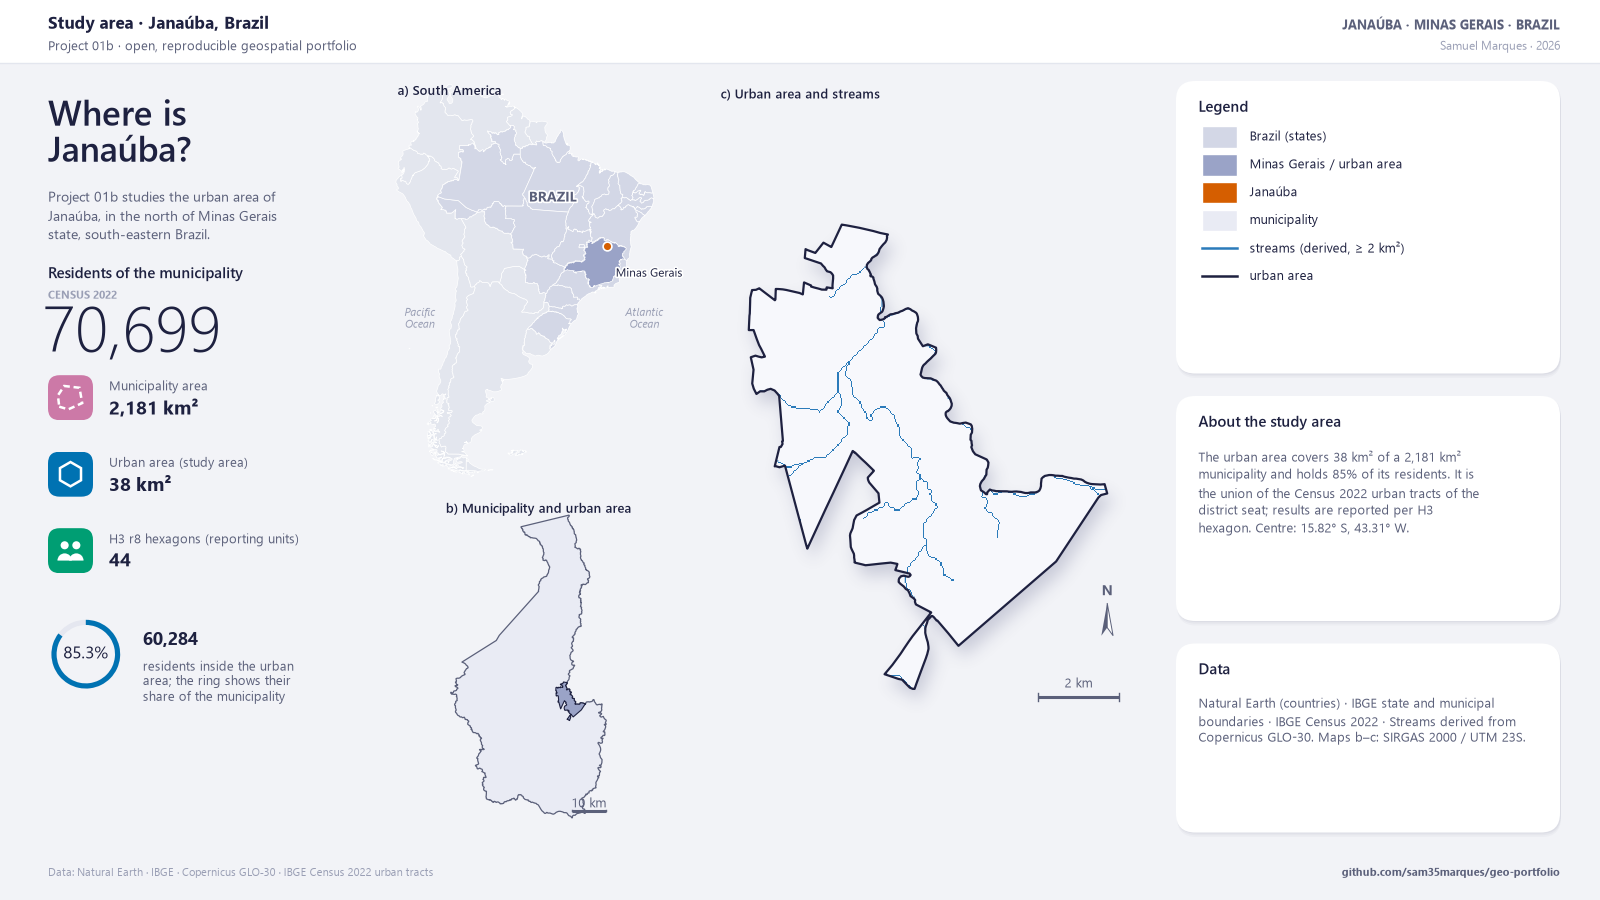 Study area · Janaúba, Brazil
Project 01b · open, reproducible geospatial portfolio
JANAÚBA · MINAS GERAIS · BRAZIL
Samuel Marques · 2026
Where is
Janaúba?
Project 01b studies the urban area of
Janaúba, in the north of Minas Gerais
state, south-eastern Brazil.
Residents of the municipality
CENSUS 2022
70,699
Municipality area
2,181 km²
Urban area (study area)
38 km²
H3 r8 hexagons (reporting units)
44
85.3%
60,284
residents inside the urban
area; the ring shows their
share of the municipality
a) South America
BRAZIL
Minas Gerais
Pacific
Ocean
Atlantic
Ocean
b) Municipality and urban area
10 km
c) Urban area and streams
N
2 km
Legend
Brazil (states)
Minas Gerais / urban area
Janaúba
municipality
streams (derived, ≥ 2 km²)
urban area
About the study area
The urban area covers 38 km² of a 2,181 km²
municipality and holds 85% of its residents. It is
the union of the Census 2022 urban tracts of the
district seat; results are reported per H3
hexagon. Centre: 15.82° S, 43.31° W.
Data
Natural Earth (countries) · IBGE state and municipal
boundaries · IBGE Census 2022 · Streams derived from
Copernicus GLO-30. Maps b–c: SIRGAS 2000 / UTM 23S.
Data: Natural Earth · IBGE · Copernicus GLO-30 · IBGE Census 2022 urban tracts
github.com/sam35marques/geo-portfolio